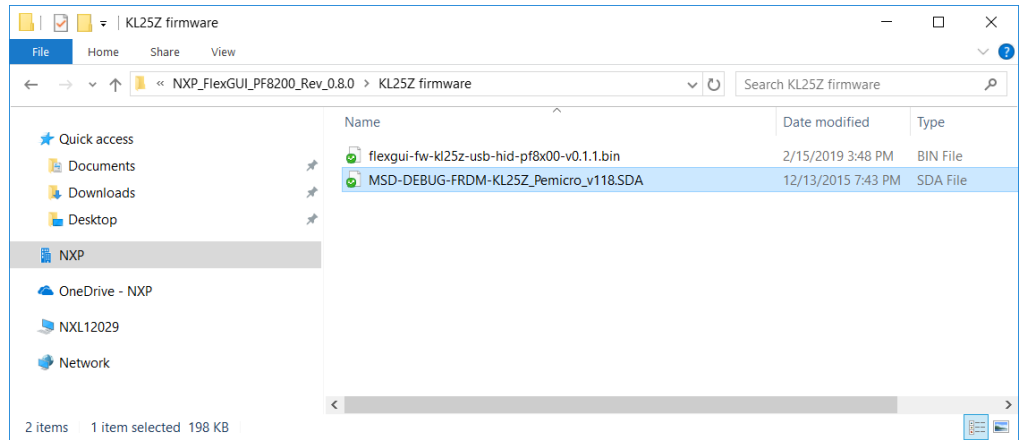 KL25Z firmware
File Home Share View
« NXP_FlexGUI_PF8200_Rev_0.8.0 > KL25Z firmware Search KL25Z firmware
Name Date modified Type
Quick access
Documents
Downloads
Desktop
NXP
OneDrive - NXP
NXL12029
Network
flexgui-fw-kl25z-usb-hid-pf8x00-v0.1.1.bin 2/15/2019 3:48 PM BIN File
MSD-DEBUG-FRDM-KL25Z_Pemicro_v118.SDA 12/13/2015 7:43 PM SDA File
2 items 1 item selected 198 KB